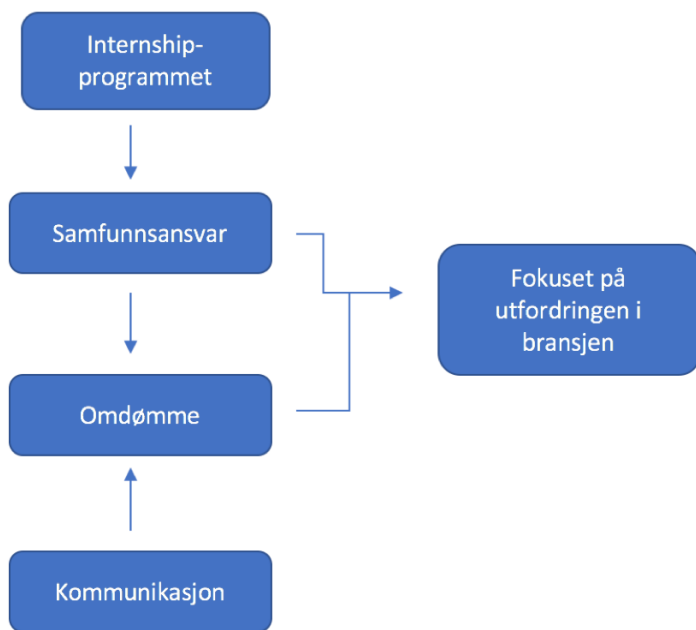 Internship-
programmet
Samfunnsansvar
Fokuset på
utfordringen i
bransjen
Omdømme
Kommunikasjon